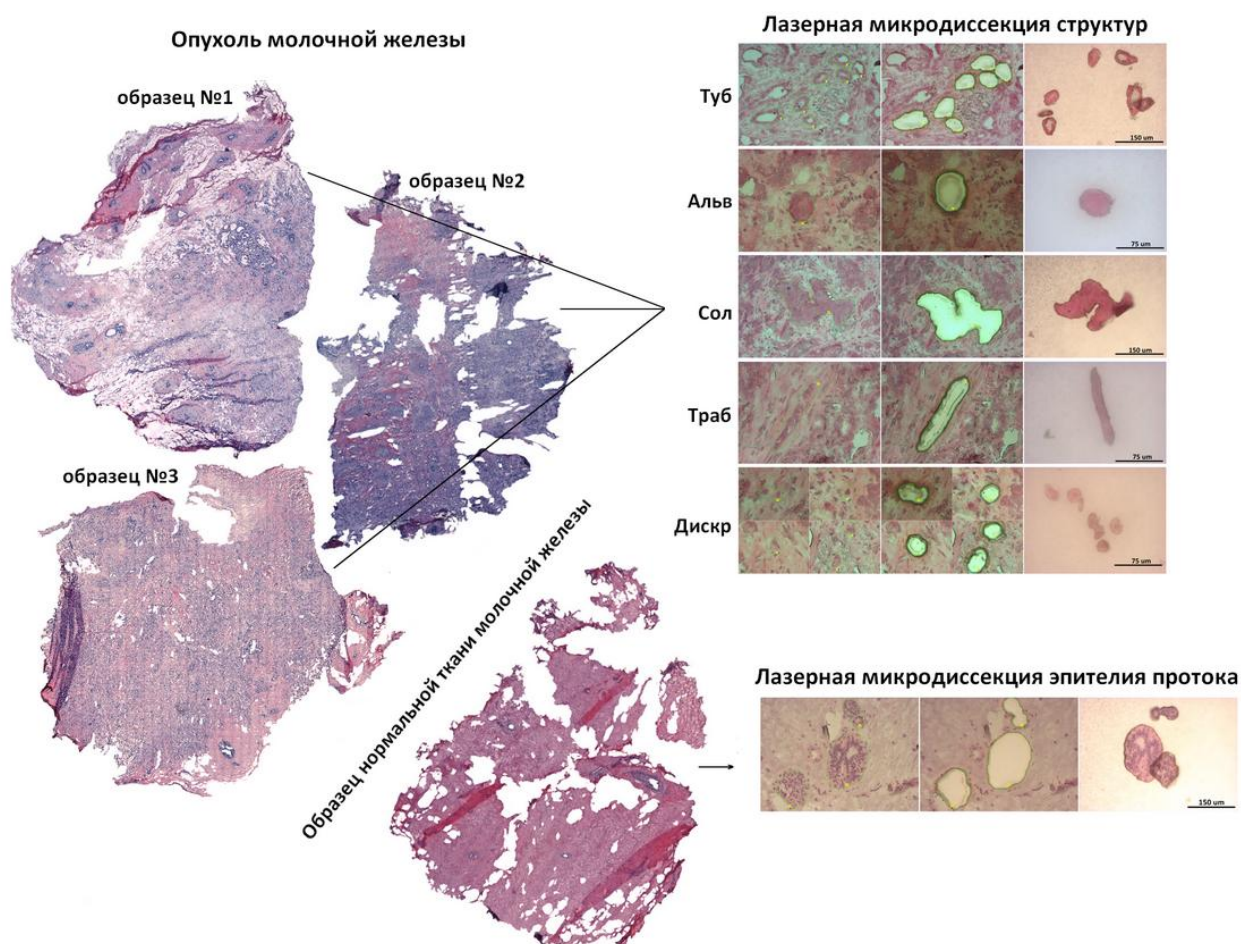 Опухоль молочной железы
образец №1
образец №2
образец №3
Образец нормальной ткани молочной железы
Лазерная микродиссекция структур
Туб
150 um
Альв
75 um
Сол
150 um
Траб
75 um
Дискр
75 um
Лазерная микродиссекция эпителия протока
150 um